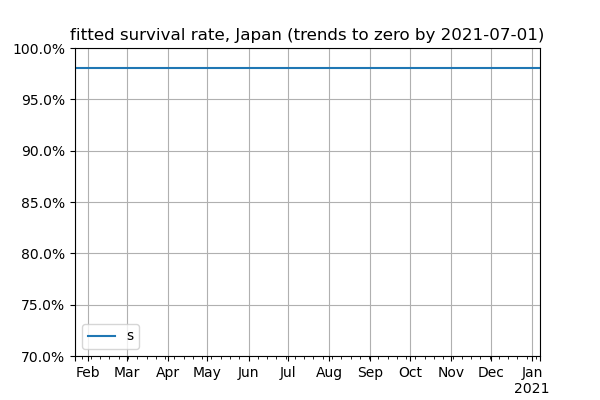 fitted survival rate, Japan (trends to zero by 2021-07-01)
100.0%
95.0%
90.0%
85.0%
80.0%
75.0%
70.0%
s
Feb Mar Apr May Jun Jul Aug Sep Oct Nov Dec Jan
2021